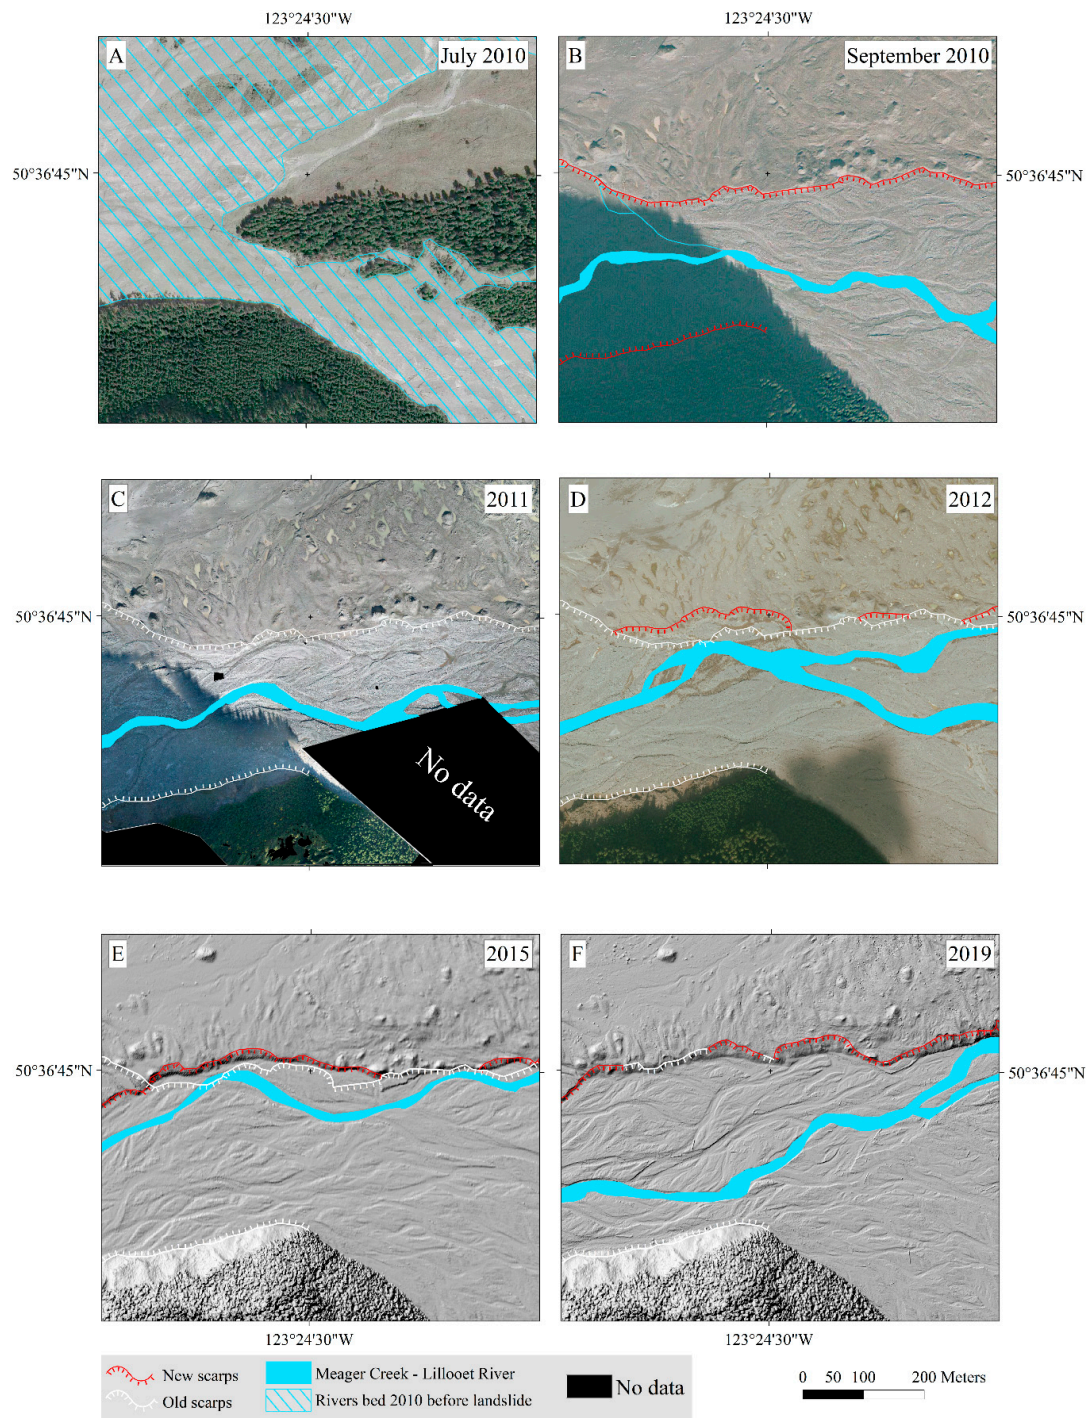 123°24'30"W
123°24'30"W
A
July 2010
B
September 2010
50°36'45"N
50°36'45"N
C
2011
D
2012
50°36'45"N
50°36'45"N
No data
E
2015
F
2019
50°36'45"N
50°36'45"N
123°24'30"W
123°24'30"W
New scarps
Meager Creek - Lillooet River
No data
0 50 100 200 Meters
Old scarps
Rivers bed 2010 before landslide